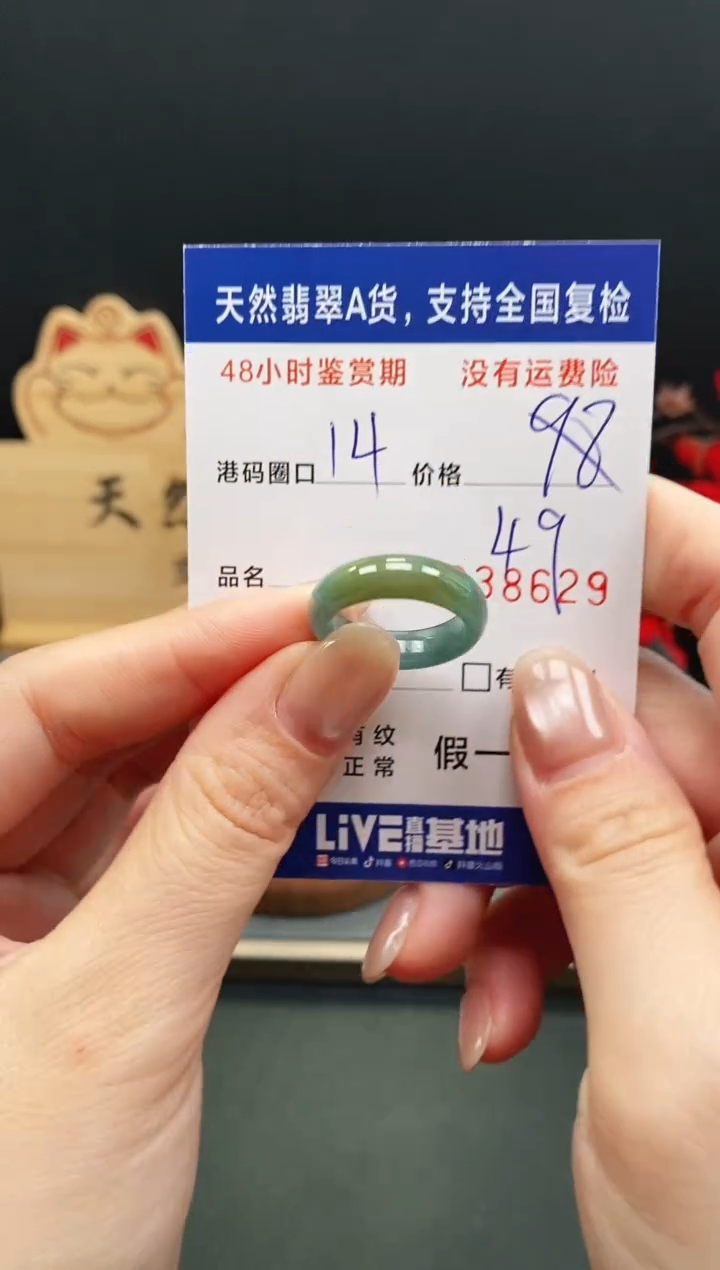 天然翡翠A货，支持全国复检
48小时鉴赏期 没有运费险
港码圈口 14 价格 98
49
品名 38629
天然
□有
有纹
正常
假一
LiVE直播基地